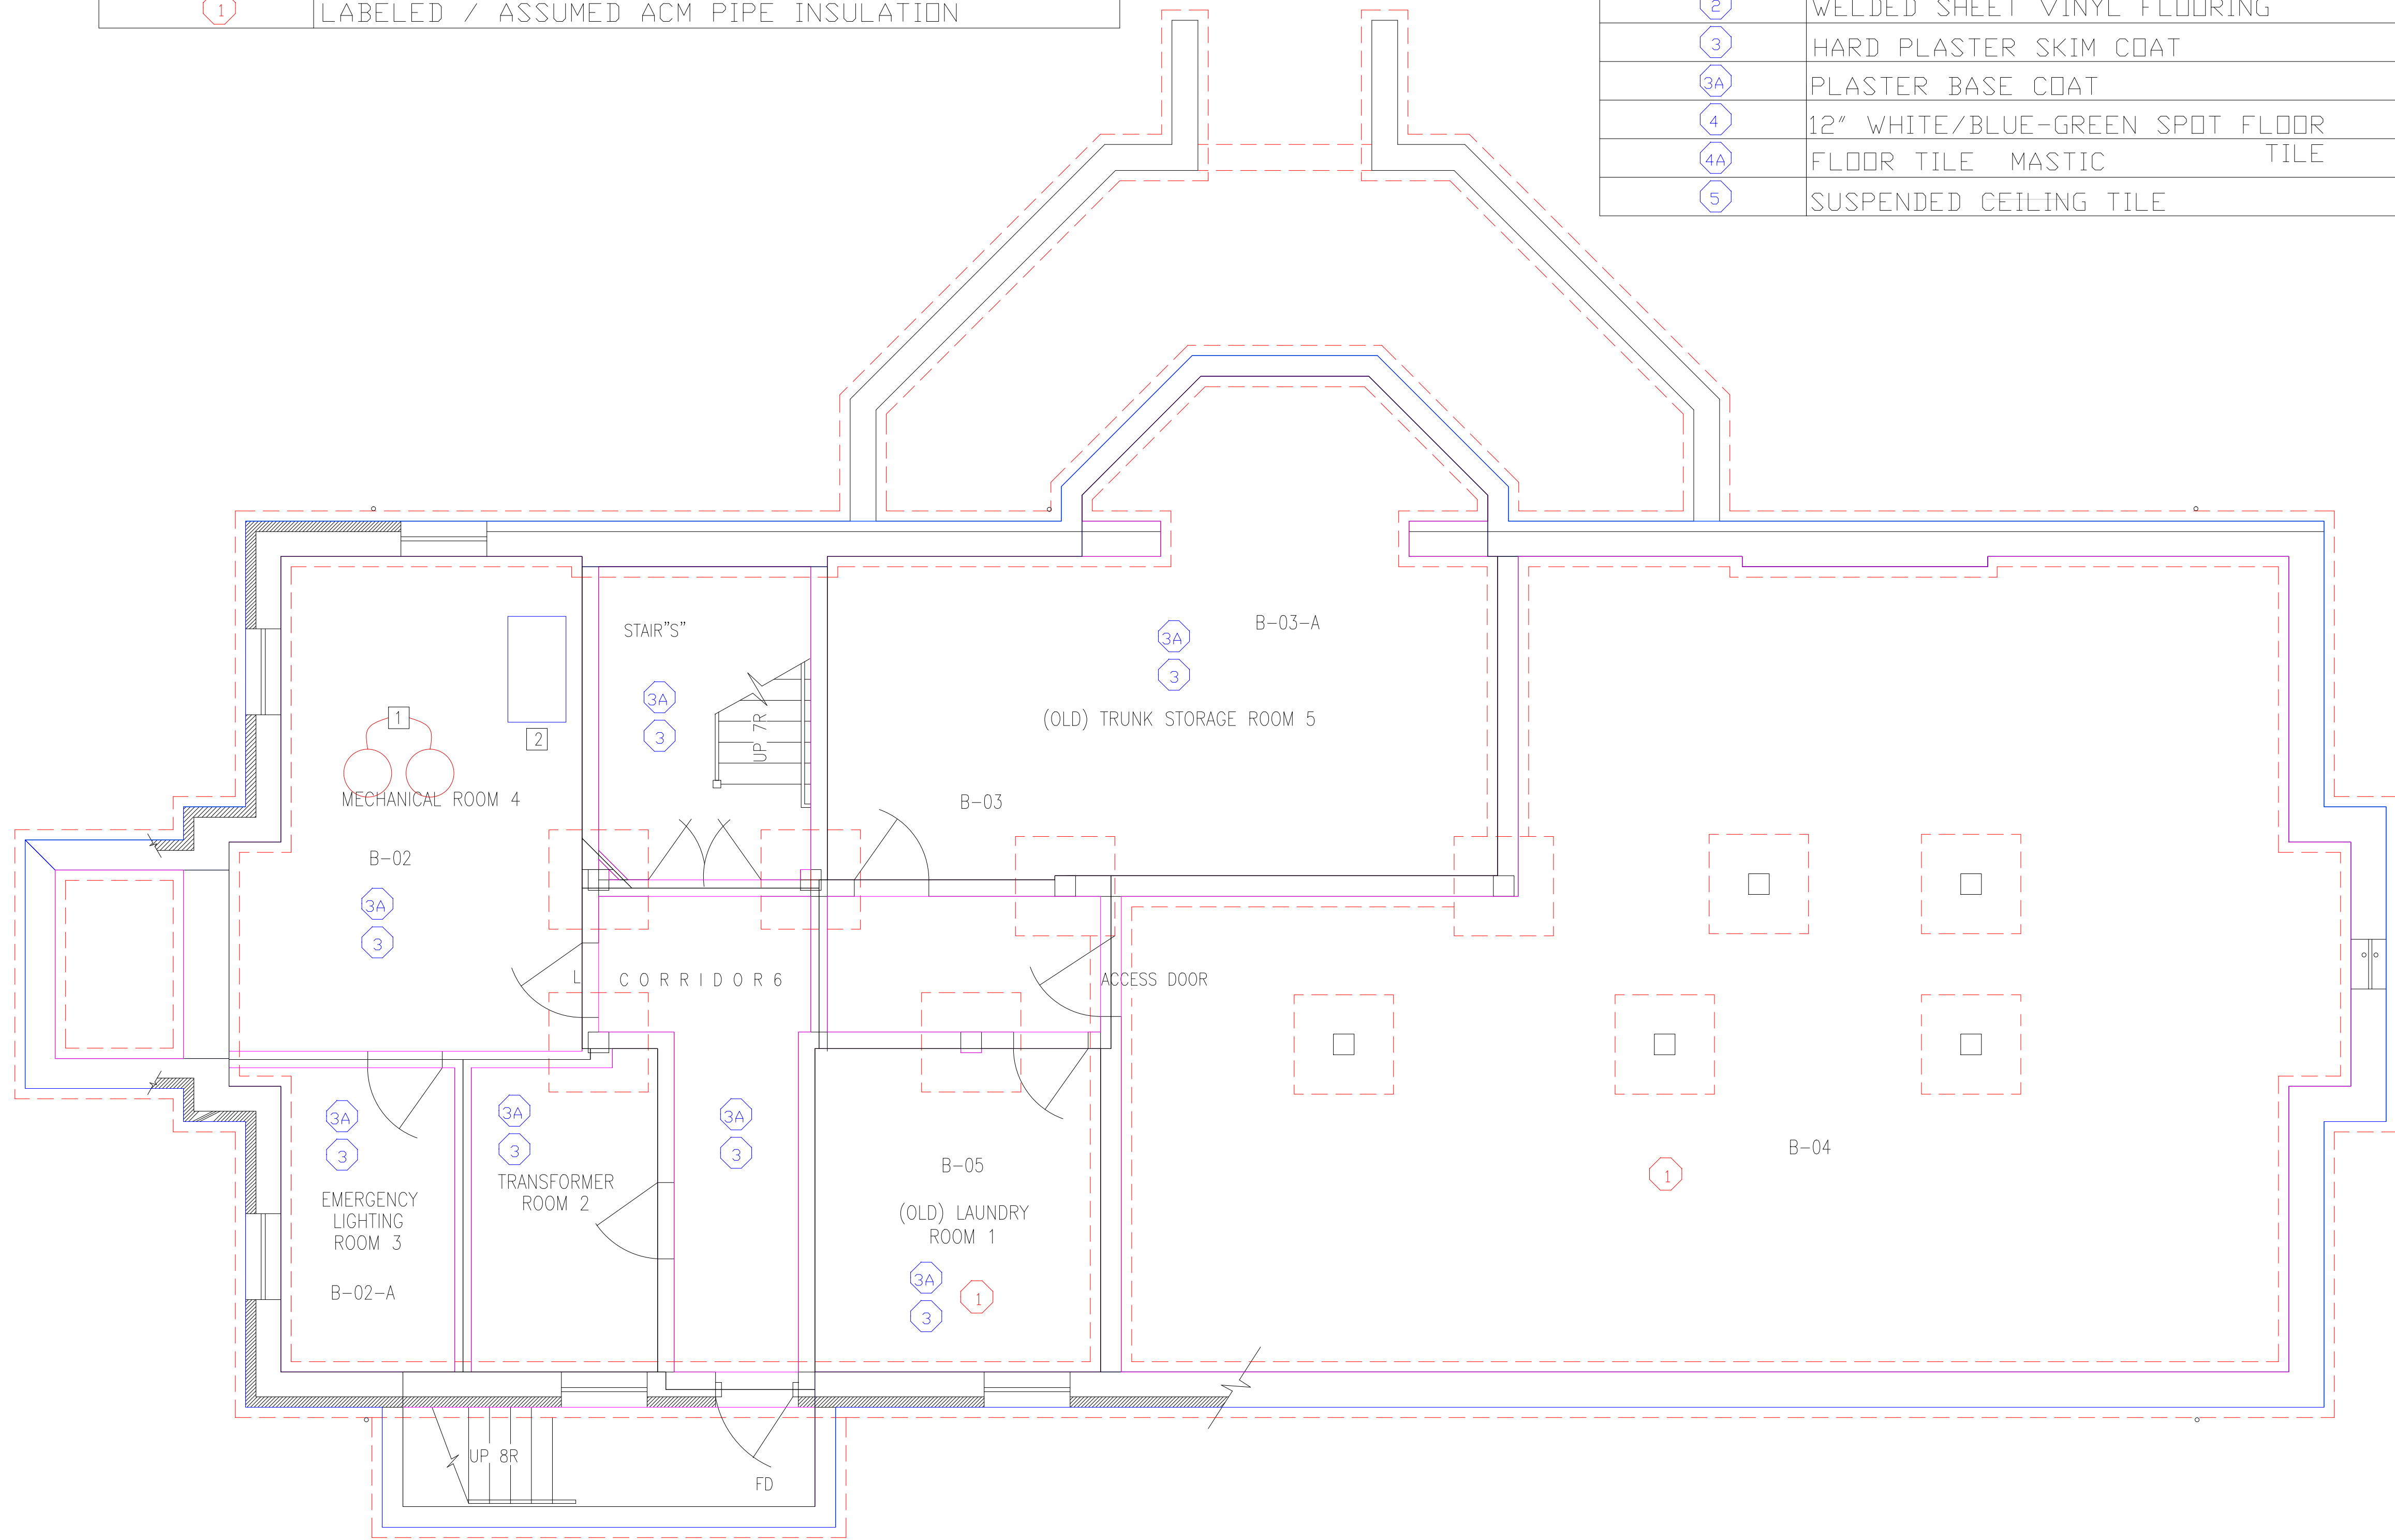 1 LABELED / ASSUMED ACM PIPE INSULATION
2 WELDED SHEET VINYL FLOORING
3 HARD PLASTER SKIM COAT
3A PLASTER BASE COAT
4 12" WHITE/BLUE-GREEN SPOT FLOOR
TILE
4A FLOOR TILE MASTIC
5 SUSPENDED CEILING TILE
STAIR"S"
3A
3
UP 7R
B-03-A
3A
3
(OLD) TRUNK STORAGE ROOM 5
B-03
1
2
MECHANICAL ROOM 4
B-02
3A
3
L
C O R R I D O R 6
ACCESS DOOR
3A
3
EMERGENCY
LIGHTING
ROOM 3
B-02-A
3A
3
TRANSFORMER
ROOM 2
3A
3
B-05
(OLD) LAUNDRY
ROOM 1
3A
3
1
B-04
1
UP 8R
FD